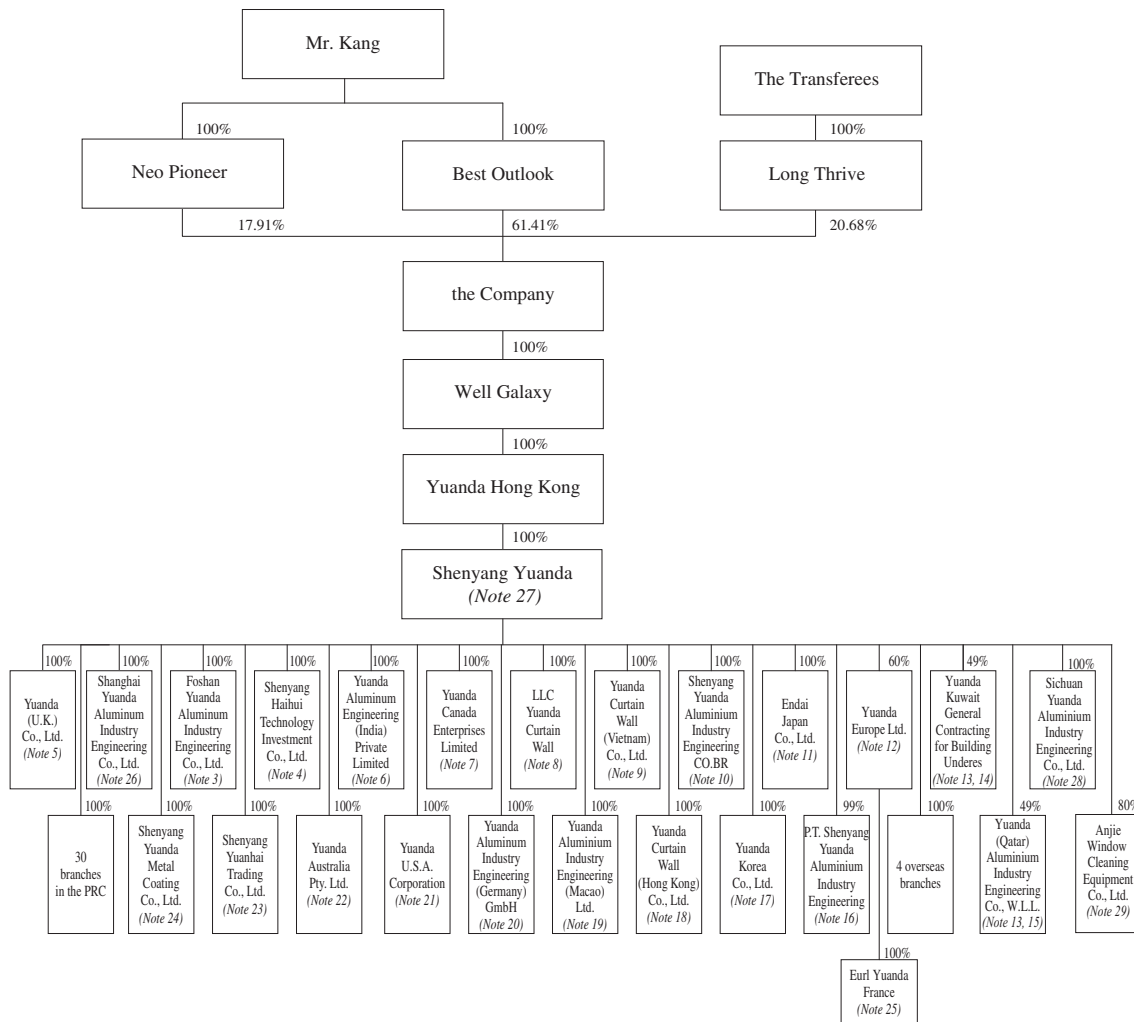 Mr. Kang
The Transferees
100%
100%
100%
Neo Pioneer
Best Outlook
Long Thrive
17.91%
61.41%
20.68%
the Company
100%
Well Galaxy
100%
Yuanda Hong Kong
100%
Shenyang Yuanda
(Note 27)
100%
Yuanda
(U.K.)
Co., Ltd.
(Note 5)
100%
Shanghai
Yuanda
Aluminum
Industry
Engineering
Co., Ltd.
(Note 26)
100%
Foshan
Yuanda
Aluminum
Industry
Engineering
Co., Ltd.
(Note 3)
100%
Shenyang
Haihui
Technology
Investment
Co., Ltd.
(Note 4)
100%
Yuanda
Aluminum
Engineering
(India)
Private
Limited
(Note 6)
100%
Yuanda
Canada
Enterprises
Limited
(Note 7)
100%
LLC
Yuanda
Curtain
Wall
(Note 8)
100%
Yuanda
Curtain
Wall
(Vietnam)
Co., Ltd.
(Note 9)
100%
Shenyang
Yuanda
Aluminium
Industry
Engineering
CO.BR
(Note 10)
100%
Endai
Japan
Co., Ltd.
(Note 11)
60%
Yuanda
Europe Ltd.
(Note 12)
49%
Yuanda
Kuwait
General
Contracting
for Building
Underes
(Note 13, 14)
100%
Sichuan
Yuanda
Aluminium
Industry
Engineering
Co., Ltd.
(Note 28)
100%
30
branches
in the PRC
100%
Shenyang
Yuanda
Metal
Coating
Co., Ltd.
(Note 24)
100%
Shenyang
Yuanhai
Trading
Co., Ltd.
(Note 23)
100%
Yuanda
Australia
Pty. Ltd.
(Note 22)
100%
Yuanda
U.S.A.
Corporation
(Note 21)
100%
Yuanda
Aluminum
Industry
Engineering
(Germany)
GmbH
(Note 20)
100%
Yuanda
Aluminium
Industry
Engineering
(Macao)
Ltd.
(Note 19)
100%
Yuanda
Curtain
Wall
(Hong Kong)
Co., Ltd.
(Note 18)
100%
Yuanda
Korea
Co., Ltd.
(Note 17)
99%
P.T. Shenyang
Yuanda
Aluminium
Industry
Engineering
(Note 16)
100%
4 overseas
branches
49%
Yuanda
(Qatar)
Aluminium
Industry
Engineering
Co., W.L.L.
(Note 13, 15)
80%
Anjie
Window
Cleaning
Equipment
Co., Ltd.
(Note 29)
100%
Eurl Yuanda
France
(Note 25)